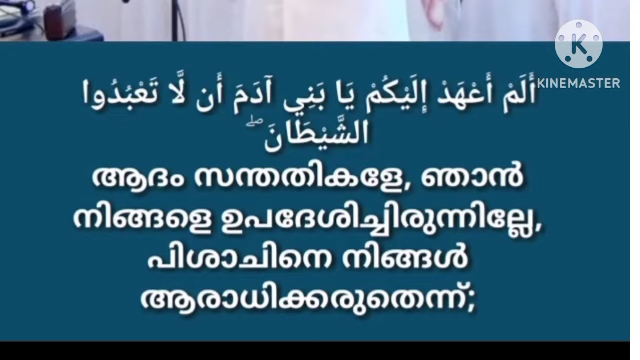 K
KINEMASTER
أَلَمْ أَعْهَدْ إِلَيْكُمْ يَا بَنِي آدَمَ أَن لَّا تَعْبُدُوا
الشَّيْطَانَ ۖ
ആദം സന്തതികളേ, ഞാൻ
നിങ്ങളെ ഉപദേശിച്ചിരുന്നില്ലേ,
പിശാചിനെ നിങ്ങൾ
ആരാധിക്കരുതെന്ന്;